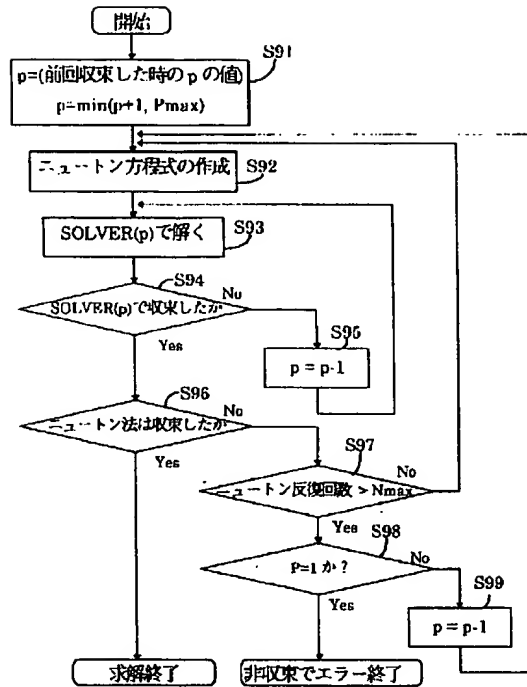 開始
S91
p=(前回収束した時の p の値)
p=min(p+1, Pmax)
ニュートン方程式の作成
S92
SOLVER(p)で解く
S93
S94
SOLVER(p)で収束したか
No
Yes
S95
p = p-1
S96
ニュートン法は収束したか
No
Yes
S97
ニュートン反復回数 > Nmax
No
Yes
S98
P=1 か？
No
Yes
S99
p = p-1
求解終了
非収束でエラー終了